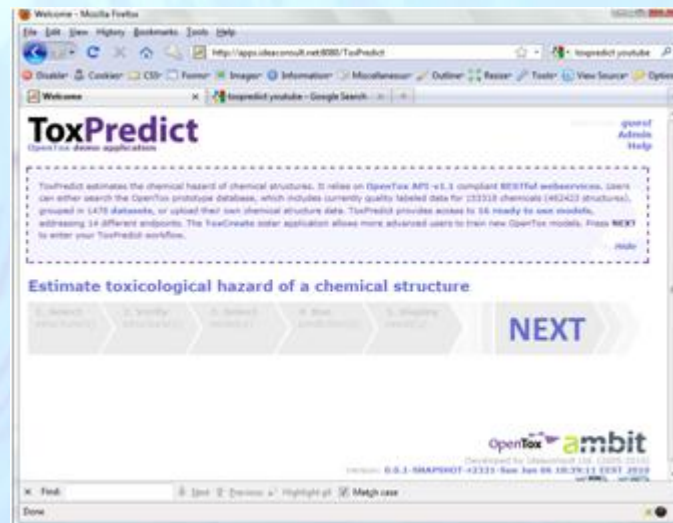 Welcome - Mozilla Firefox
File Edit View History Bookmarks Tools Help
http://apps.ideaconsult.net:8080/ToxPredict
toxpredict youtube
Disable Cookies CSS Forms Images Information Miscellaneous Outline Resize Tools View Source Options
Welcome
toxpredict youtube - Google Search
ToxPredict
OpenTox demo application
guest
Admin
Help
ToxPredict estimates the chemical hazard of chemical structures. It relies on OpenTox API-v1.1 compliant RESTful webservices. Users
can either search the OpenTox prototype database, which includes currently quality labeled data for chemicals
grouped in datasets, or upload their own chemical structure data. ToxPredict provides access to 16 ready to use models,
addressing 14 different endpoints. The ToxCreate sister application allows more advanced users to train new OpenTox models. Press NEXT
to enter your ToxPredict workflow.
Hide
Estimate toxicological hazard of a chemical structure
NEXT
OpenTox ambit
Find:
Next Previous Highlight all Match case
Done